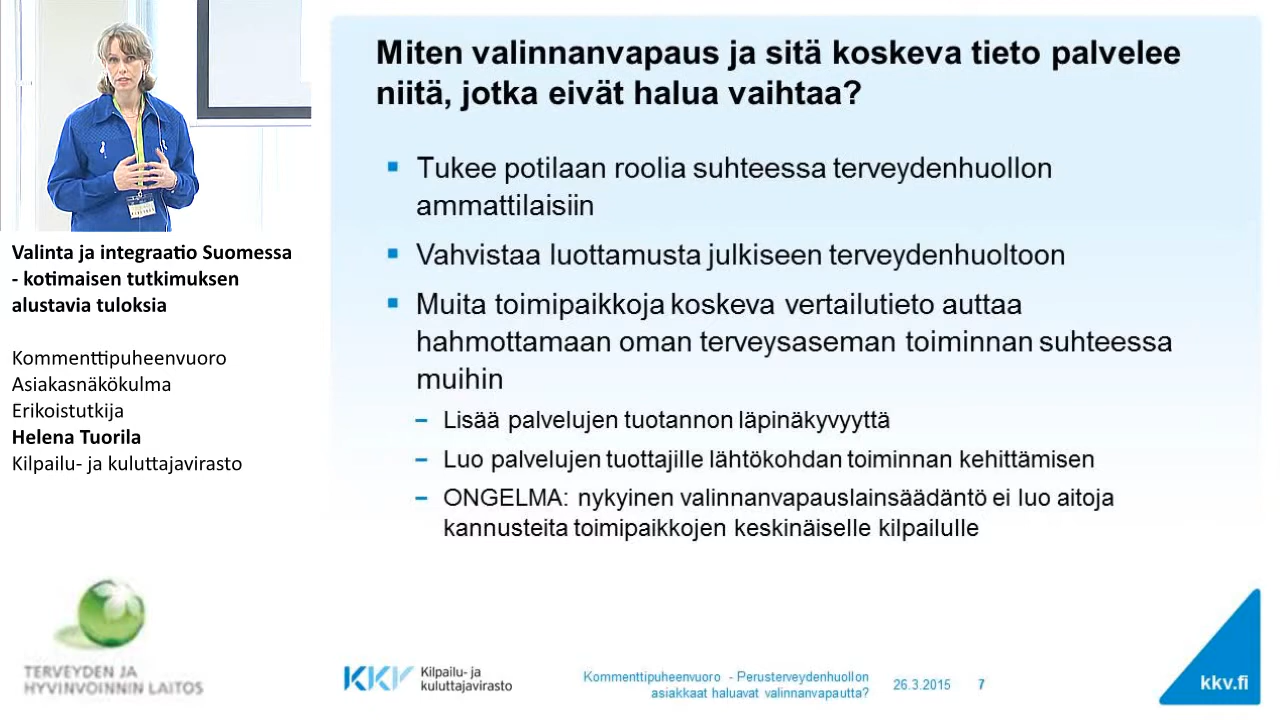 Valinta ja integraatio Suomessa
- kotimaisen tutkimuksen
alustavia tuloksia
Kommenttipuheenvuoro
Asiakasnäkökulma
Erikoistutkija
Helena Tuorila
Kilpailu- ja kuluttajavirasto
TERVEYDEN JA
HYVINVOINNIN LAITOS
Miten valinnanvapaus ja sitä koskeva tieto palvelee
niitä, jotka eivät halua vaihtaa?
▪ Tukee potilaan roolia suhteessa terveydenhuollon
ammattilaisiin
▪ Vahvistaa luottamusta julkiseen terveydenhuoltoon
▪ Muita toimipaikkoja koskeva vertailutieto auttaa
hahmottamaan oman terveysaseman toiminnan suhteessa
muihin
– Lisää palvelujen tuotannon läpinäkyvyyttä
– Luo palvelujen tuottajille lähtökohdan toiminnan kehittämisen
– ONGELMA: nykyinen valinnanvapauslainsäädäntö ei luo aitoja
kannusteita toimipaikkojen keskinäiselle kilpailulle
KKV Kilpailu- ja
kuluttajavirasto
Kommenttipuheenvuoro - Perusterveydenhuollon
asiakkaat haluavat valinnanvapautta?
26.3.2015 7
kkv.fi